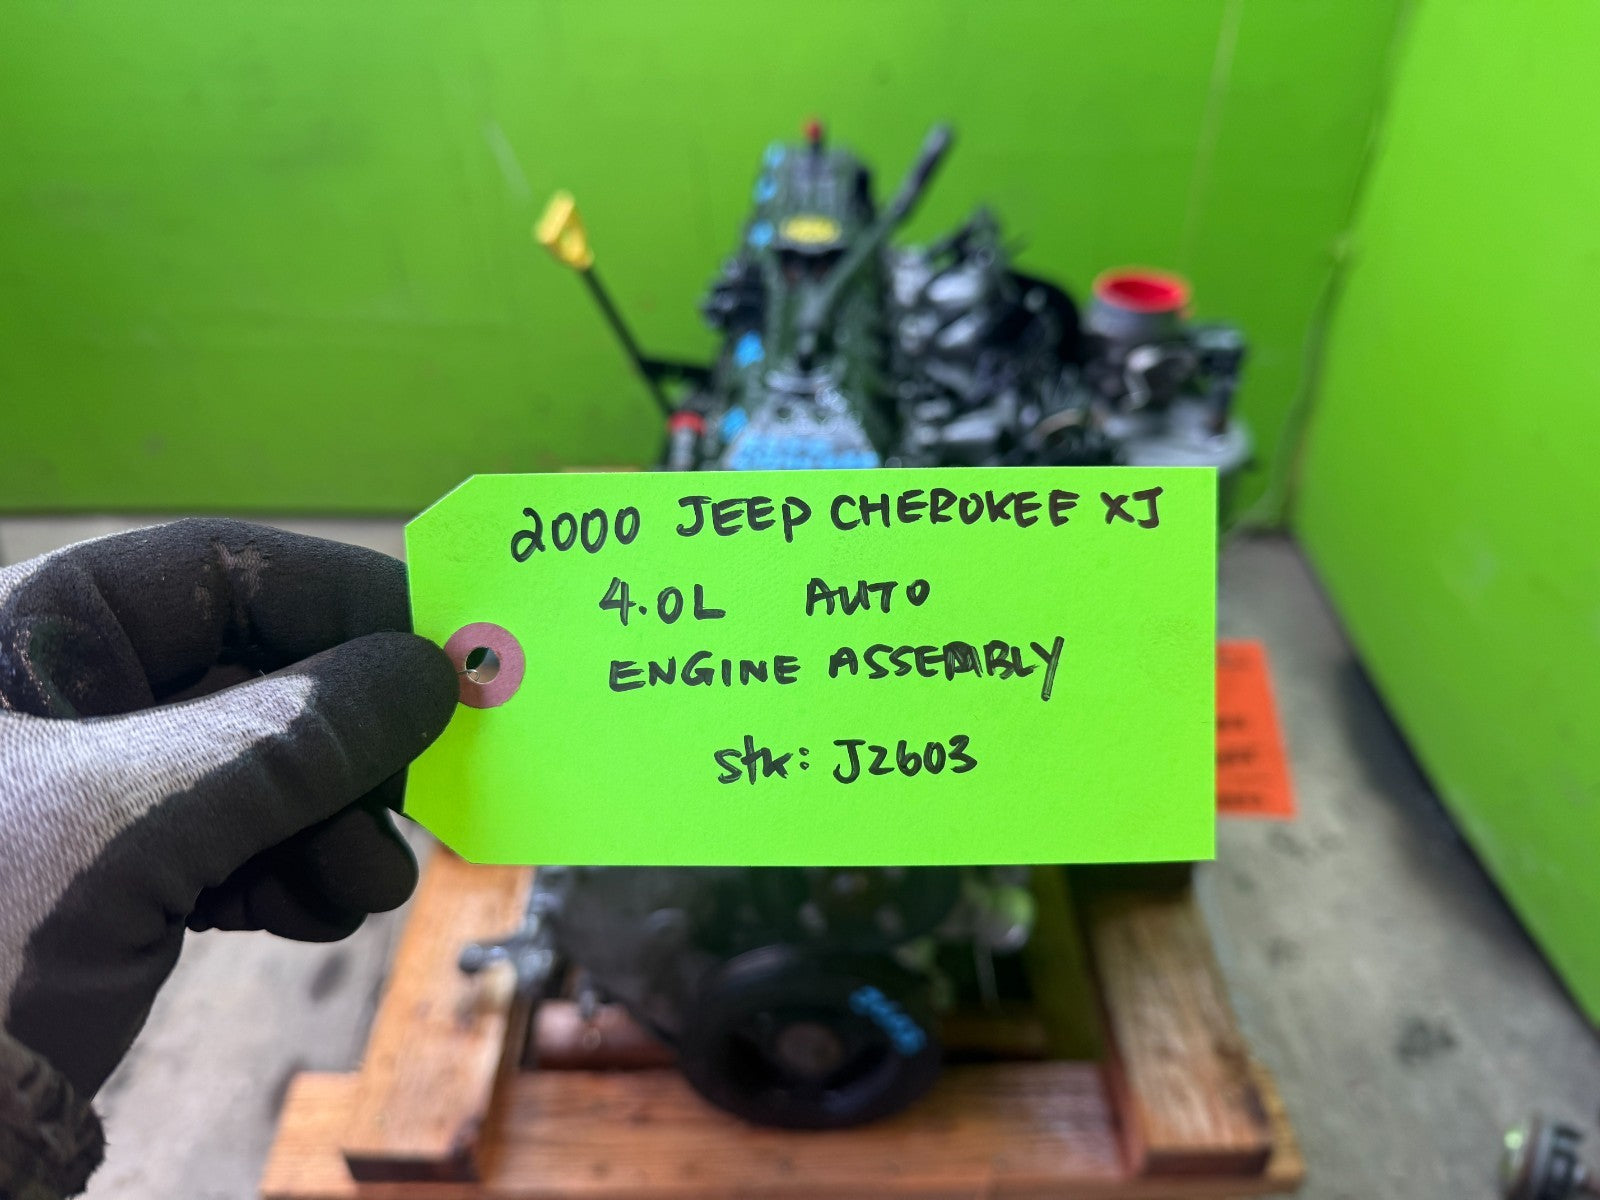 2000 JEEP CHEROKEE XJ
4.0L AUTO
ENGINE ASSEMBLY
stk: J2603